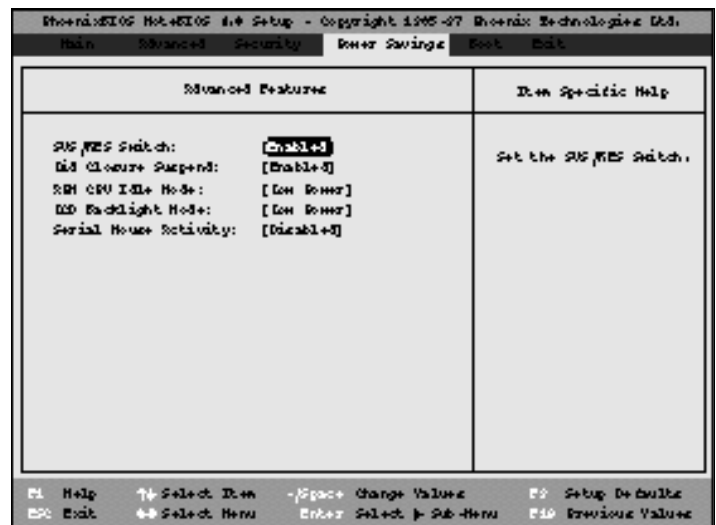 PhoenixBIOS NoteBIOS 4.0 Setup - Copyright 1985-97 Phoenix Technologies Ltd.
Main Advanced Security Power Savings Boot Exit
Advanced Features
Item Specific Help
SUS/RES Switch: [Enabled]
Set the SUS/RES Switch.
Lid Closure Suspend: [Enabled]
RUN CPU Idle Mode: [Low Power]
LCD Backlight Mode: [Low Power]
Serial Mouse Activity: [Disabled]
F1 Help ↑↓ Select Item -/Space Change Values F9 Setup Defaults
ESC Exit ↔ Select Menu Enter Select ▶ Sub-Menu F10 Previous Values